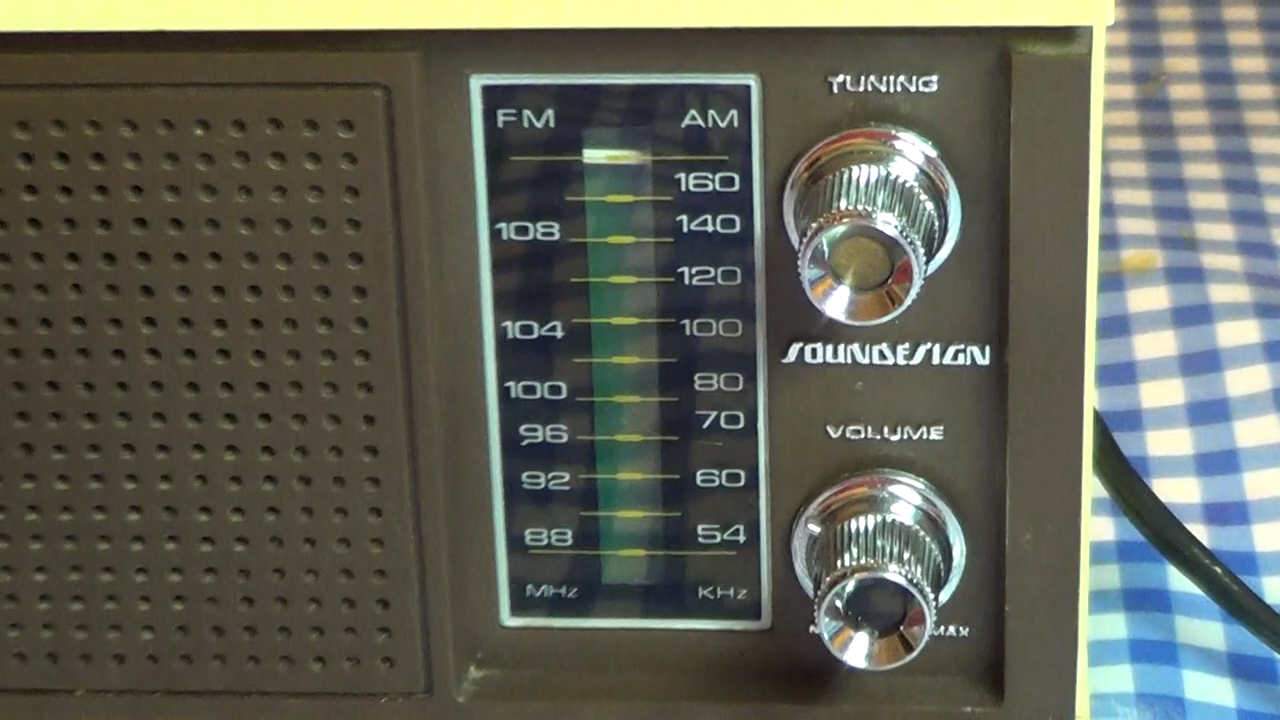 TUNING
FM AM
160
108 140
120
104 100
SOUNDESIGN
100 80
96 70
VOLUME
92 60
88 54
MHz KHz
MAX